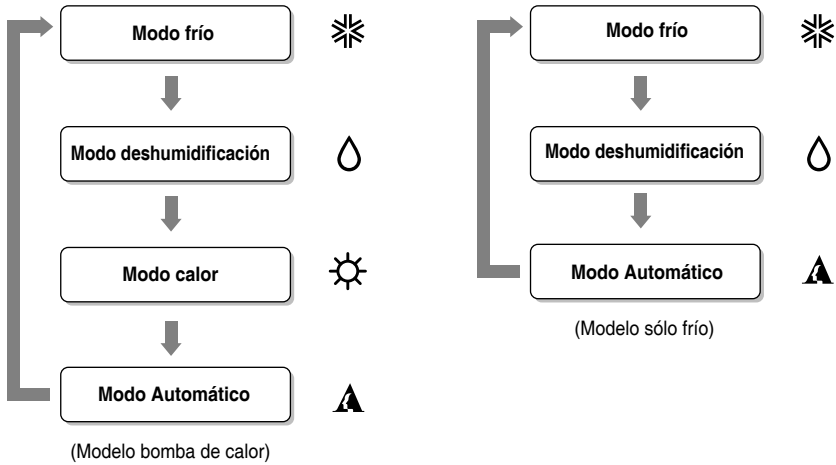 Modo frío
Modo deshumidificación
Modo calor
Modo Automático
(Modelo bomba de calor)
Modo frío
Modo deshumidificación
Modo Automático
(Modelo sólo frío)